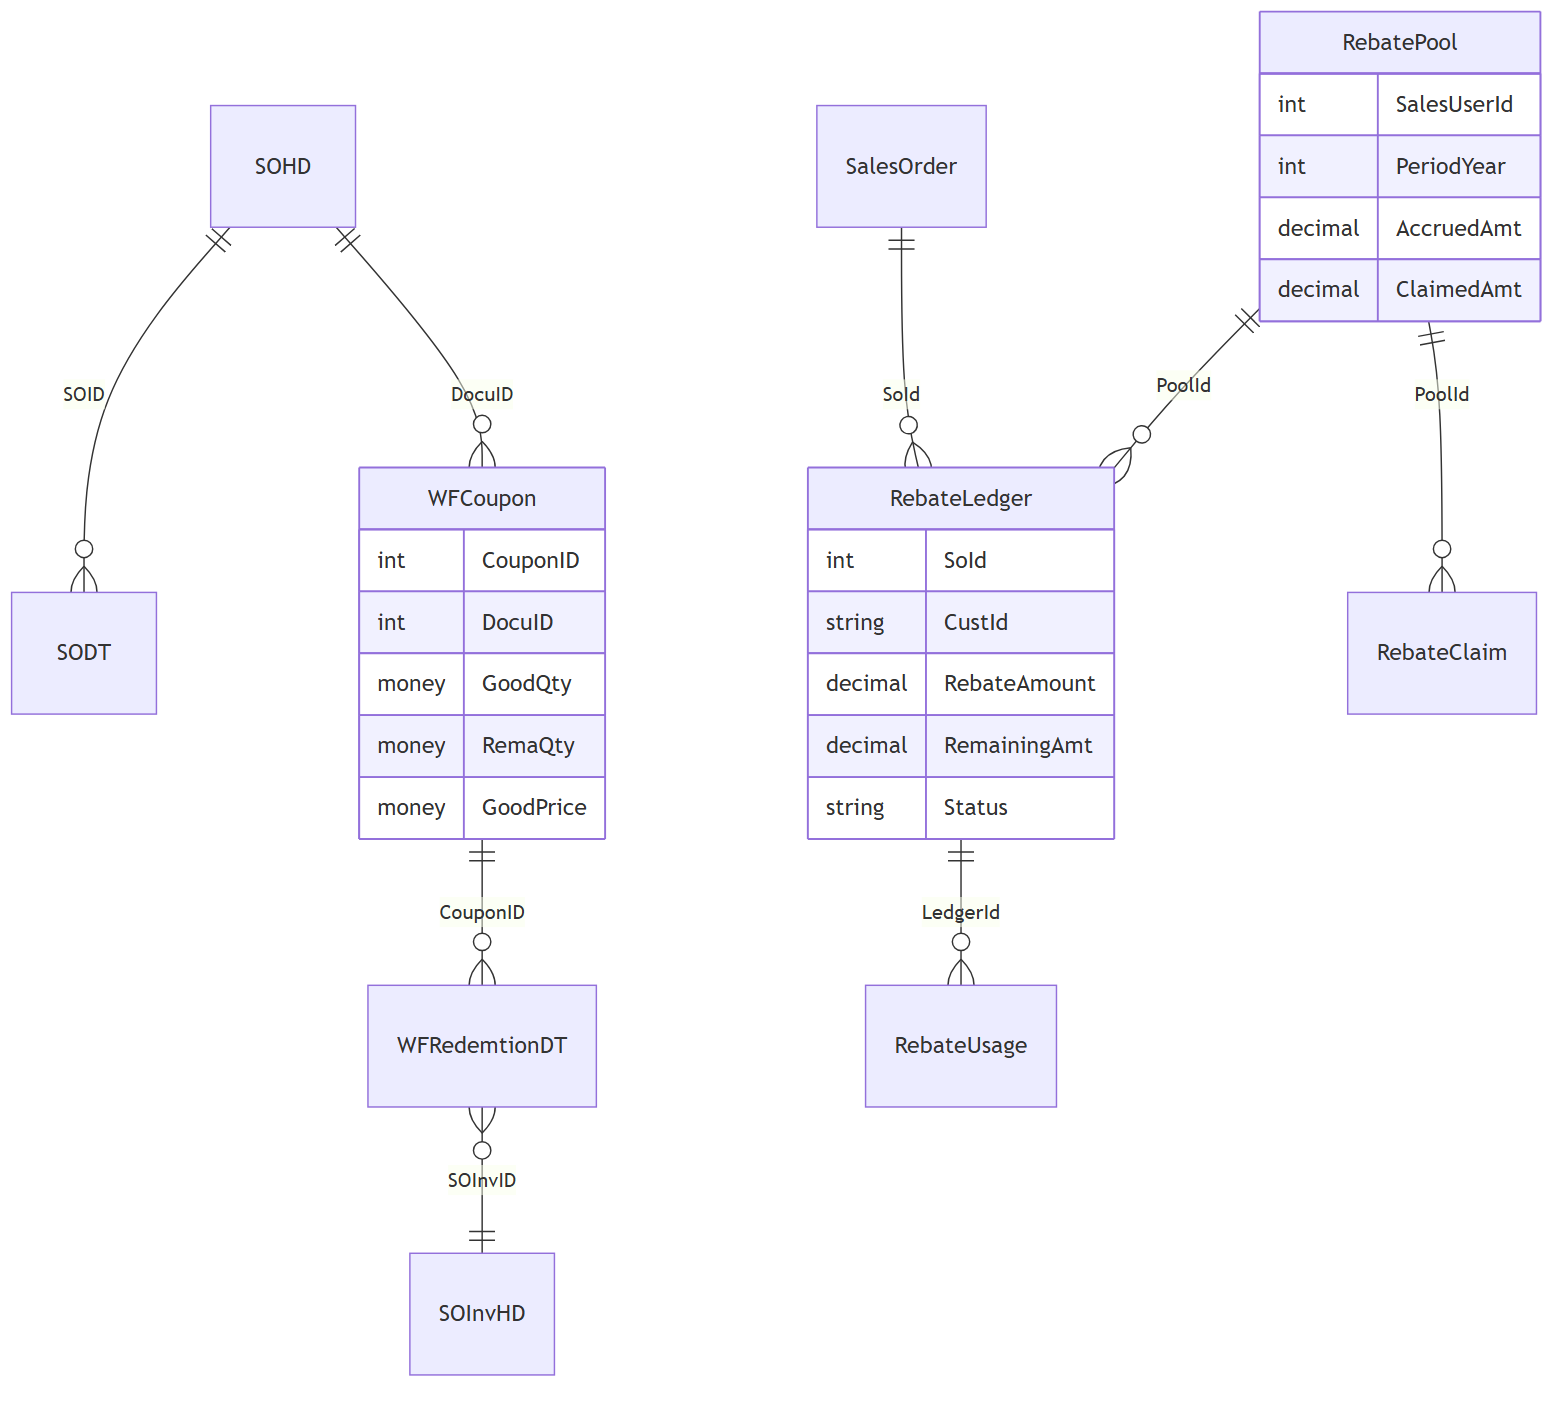 RebatePool
int SalesUserId
int PeriodYear
decimal AccruedAmt
decimal ClaimedAmt
SOHD
SalesOrder
SOID
DocuID
SoId
PoolId
PoolId
WFCoupon
int CouponID
int DocuID
money GoodQty
money RemaQty
money GoodPrice
RebateLedger
int SoId
string CustId
decimal RebateAmount
decimal RemainingAmt
string Status
SODT
RebateClaim
CouponID
LedgerId
WFRedemtionDT
RebateUsage
SOInvID
SOInvHD